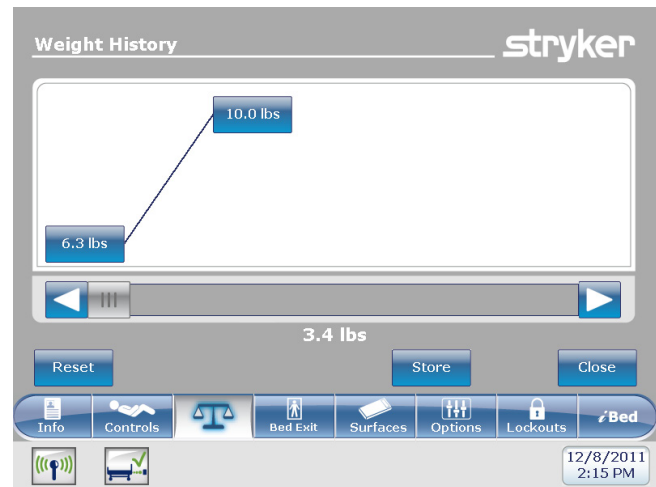 Weight History
stryker
10.0 lbs
6.3 lbs
3.4 lbs
Reset
Store
Close
Info
Controls
Bed Exit
Surfaces
Options
Lockouts
iBed
12/8/2011
2:15 PM